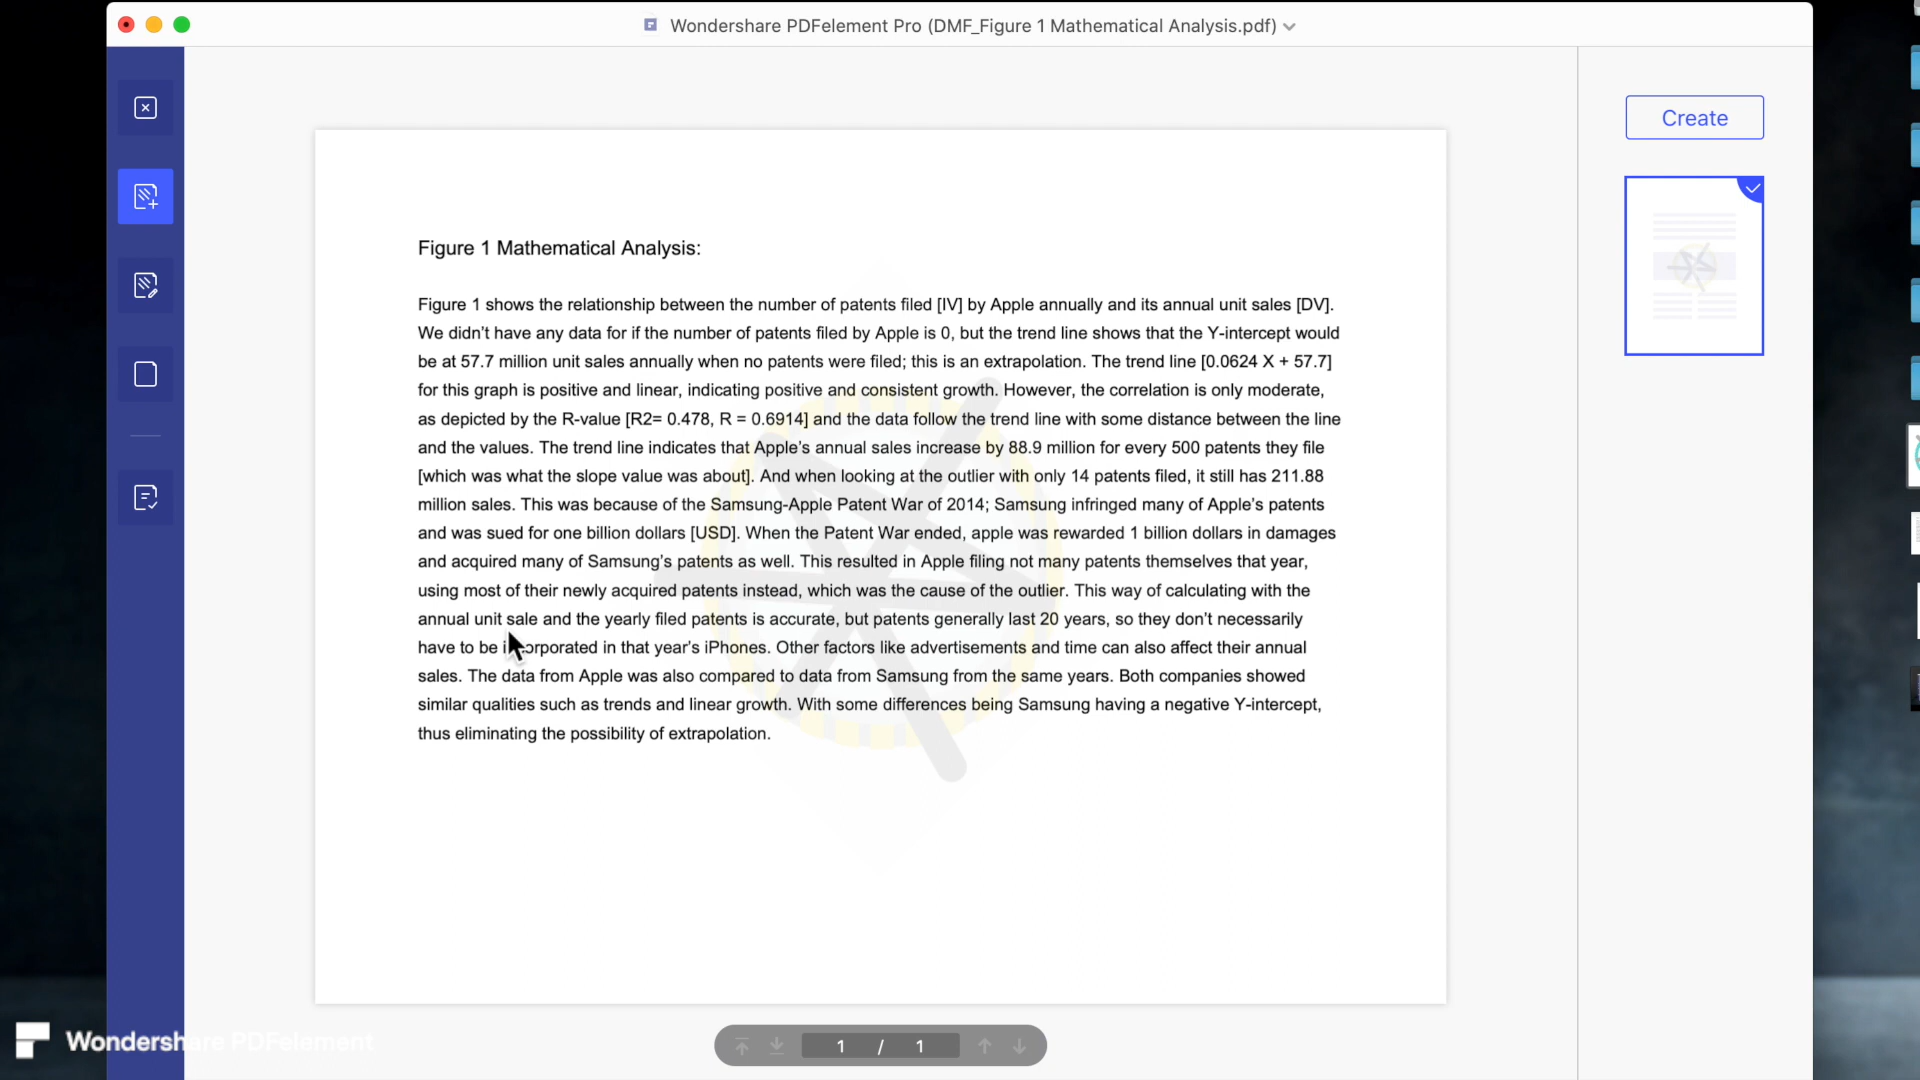 Wondershare PDFelement Pro (DMF_Figure 1 Mathematical Analysis.pdf)
Create
Figure 1 Mathematical Analysis:
Figure 1 shows the relationship between the number of patents filed [IV] by Apple annually and its annual unit sales [DV].
We didn't have any data for if the number of patents filed by Apple is 0, but the trend line shows that the Y-intercept would
be at 57.7 million unit sales annually when no patents were filed; this is an extrapolation. The trend line [0.0624 X + 57.7]
for this graph is positive and linear, indicating positive and consistent growth. However, the correlation is only moderate,
as depicted by the R-value [R2= 0.478, R = 0.6914] and the data follow the trend line with some distance between the line
and the values. The trend line indicates that Apple's annual sales increase by 88.9 million for every 500 patents they file
[which was what the slope value was about]. And when looking at the outlier with only 14 patents filed, it still has 211.88
million sales. This was because of the Samsung-Apple Patent War of 2014; Samsung infringed many of Apple's patents
and was sued for one billion dollars [USD]. When the Patent War ended, apple was rewarded 1 billion dollars in damages
and acquired many of Samsung's patents as well. This resulted in Apple filing not many patents themselves that year,
using most of their newly acquired patents instead, which was the cause of the outlier. This way of calculating with the
annual unit sale and the yearly filed patents is accurate, but patents generally last 20 years, so they don't necessarily
have to be incorporated in that year's iPhones. Other factors like advertisements and time can also affect their annual
sales. The data from Apple was also compared to data from Samsung from the same years. Both companies showed
similar qualities such as trends and linear growth. With some differences being Samsung having a negative Y-intercept,
thus eliminating the possibility of extrapolation.
1 / 1
Wondershare PDFelement